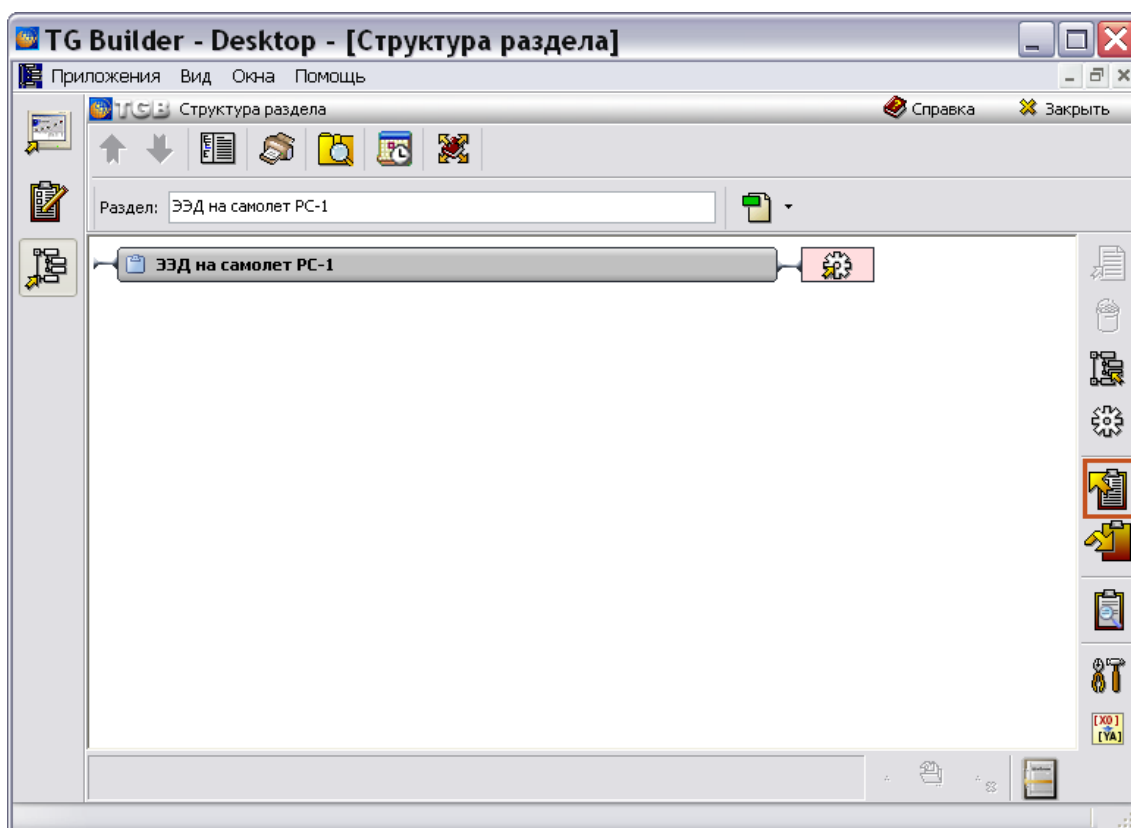 TG Builder - Desktop - [Структура раздела]
Приложения Вид Окна Помощь
TGB Структура раздела Справка Закрыть
Раздел: ЭЭД на самолет РС-1
ЭЭД на самолет РС-1
[XO]
[YA]